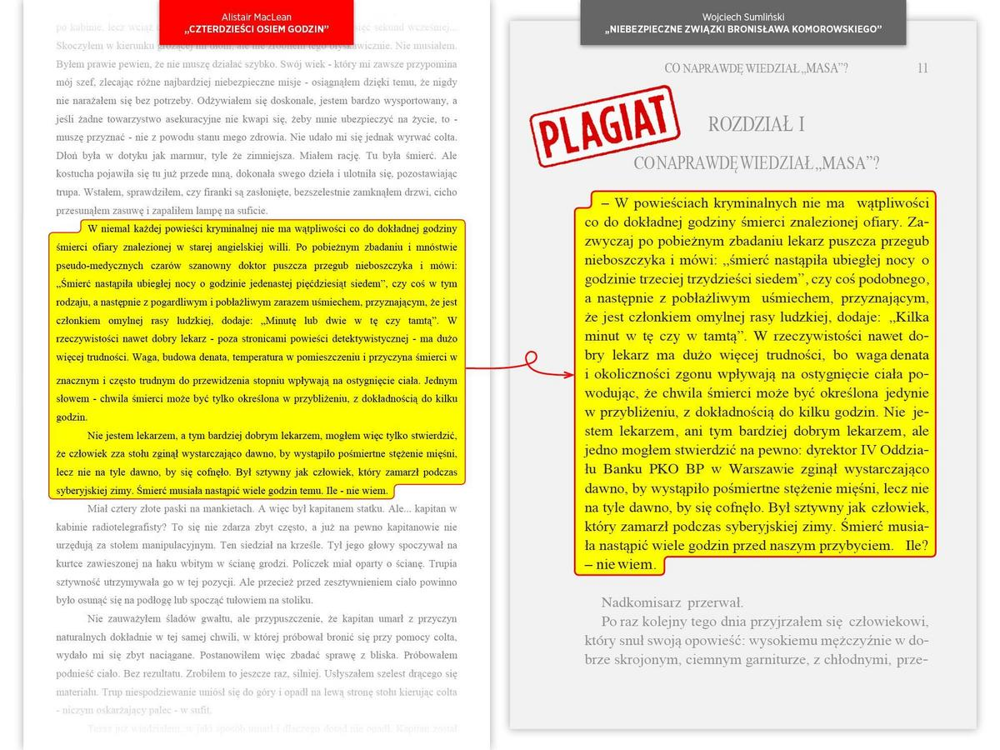 Alistair MacLean
„CZTERDZIEŚCI OSIEM GODZIN”
po kabinie, lecz wciąż
sięć sekund wcześniej...
Skoczyłem w kierunku grożącej mi broni, ale nie zrobiłem tego błyskawicznie. Nie musiałem.
Byłem prawie pewien, że nie muszę działać szybko. Swój wiek - który mi zawsze przypomina
mój szef, zlecając różne najbardziej niebezpieczne misje - osiągnąłem dzięki temu, że nigdy
nie narażałem się bez potrzeby. Odżywiałem się doskonale, jestem bardzo wysportowany, a
jeśli żadne towarzystwo asekuracyjne nie kwapi się, żeby mnie ubezpieczyć na życie, to -
muszę przyznać - nie z powodu stanu mego zdrowia. Nie udało mi się jednak wyrwać colta.
Dłoń była w dotyku jak marmur, tyle że zimniejsza. Miałem rację. Tu była śmierć. Ale
kostucha pojawiła się tu już przede mną, dokonała swego dzieła i ulotniła się, pozostawiając
trupa. Wstałem, sprawdziłem, czy firanki są zasłonięte, bezszelestnie zamknąłem drzwi, cicho
przesunąłem zasuwę i zapaliłem lampę na suficie.
W niemal każdej powieści kryminalnej nie ma wątpliwości co do dokładnej godziny
śmierci ofiary znalezionej w starej angielskiej willi. Po pobieżnym zbadaniu i mnóstwie
pseudo-medycznych czarów szanowny doktor puszcza przegub nieboszczyka i mówi:
„Śmierć nastąpiła ubiegłej nocy o godzinie jedenastej pięćdziesiąt siedem”, czy coś w tym
rodzaju, a następnie z pogardliwym i pobłażliwym zarazem uśmiechem, przyznającym, że jest
członkiem omylnej rasy ludzkiej, dodaje: „Minutę lub dwie w tę czy tamtą”. W
rzeczywistości nawet dobry lekarz - poza stronicami powieści detektywistycznej - ma dużo
więcej trudności. Waga, budowa denata, temperatura w pomieszczeniu i przyczyna śmierci w
znacznym i często trudnym do przewidzenia stopniu wpływają na ostygnięcie ciała. Jednym
słowem - chwila śmierci może być tylko określona w przybliżeniu, z dokładnością do kilku
godzin.
Nie jestem lekarzem, a tym bardziej dobrym lekarzem, mogłem więc tylko stwierdzić,
że człowiek zza stołu zginął wystarczająco dawno, by wystąpiło pośmiertne stężenie mięśni,
lecz nie na tyle dawno, by się cofnęło. Był sztywny jak człowiek, który zamarzł podczas
syberyjskiej zimy. Śmierć musiała nastąpić wiele godzin temu. Ile - nie wiem.
Miał cztery złote paski na mankietach. A więc był kapitanem statku. Ale... kapitan w
kabinie radiotelegrafisty? To się nie zdarza zbyt często, a już na pewno kapitanowie nie
urzędują za stołem manipulacyjnym. Ten siedział na krześle. Tył jego głowy spoczywał na
kurtce zawieszonej na haku wbitym w ścianę grodzi. Policzek miał oparty o ścianę. Trupia
sztywność utrzymywała go w tej pozycji. Ale przecież przed zesztywnieniem ciało powinno
było osunąć się na podłogę lub spocząć tułowiem na stoliku.
Nie zauważyłem śladów gwałtu, ale przypuszczenie, że kapitan umarł z przyczyn
naturalnych dokładnie w tej samej chwili, w której próbował bronić się przy pomocy colta,
wydało mi się zbyt naciągane. Postanowiłem więc zbadać sprawę z bliska. Próbowałem
podnieść ciało. Bez rezultatu. Zrobiłem to jeszcze raz, silniej. Usłyszałem szelest drącego się
materiału. Trup niespodziewanie uniósł się do góry i opadł na lewą stronę stołu kierując colta
- niczym oskarżający palec - w sufit.
Teraz już wiedziałem, w jaki sposób umarł i dlaczego dotąd nie opadł. Kapitan został
Wojciech Sumliński
„NIEBEZPIECZNE ZWIĄZKI BRONISŁAWA KOMOROWSKIEGO”
CO NAPRAWDĘ WIEDZIAŁ „MASA”? 11
PLAGIAT
ROZDZIAŁ I
CO NAPRAWDĘ WIEDZIAŁ „MASA”?
– W powieściach kryminalnych nie ma wątpliwości
co do dokładnej godziny śmierci znalezionej ofiary. Za-
zwyczaj po pobieżnym zbadaniu lekarz puszcza przegub
nieboszczyka i mówi: „śmierć nastąpiła ubiegłej nocy o
godzinie trzeciej trzydzieści siedem”, czy coś podobnego,
a następnie z pobłażliwym uśmiechem, przyznającym,
że jest członkiem omylnej rasy ludzkiej, dodaje: „Kilka
minut w tę czy w tamtą”. W rzeczywistości nawet do-
bry lekarz ma dużo więcej trudności, bo waga denata
i okoliczności zgonu wpływają na ostygnięcie ciała po-
wodując, że chwila śmierci może być określona jedynie
w przybliżeniu, z dokładnością do kilku godzin. Nie je-
stem lekarzem, ani tym bardziej dobrym lekarzem, ale
jedno mogłem stwierdzić na pewno: dyrektor IV Oddzia-
łu Banku PKO BP w Warszawie zginął wystarczająco
dawno, by wystąpiło pośmiertne stężenie mięśni, lecz nie
na tyle dawno, by się cofnęło. Był sztywny jak człowiek,
który zamarzł podczas syberyjskiej zimy. Śmierć musia-
ła nastąpić wiele godzin przed naszym przybyciem. Ile?
– nie wiem.
Nadkomisarz przerwał.
Po raz kolejny tego dnia przyjrzałem się człowiekowi,
który snuł swoją opowieść: wysokiemu mężczyźnie w do-
brze skrojonym, ciemnym garniturze, z chłodnymi, prze-